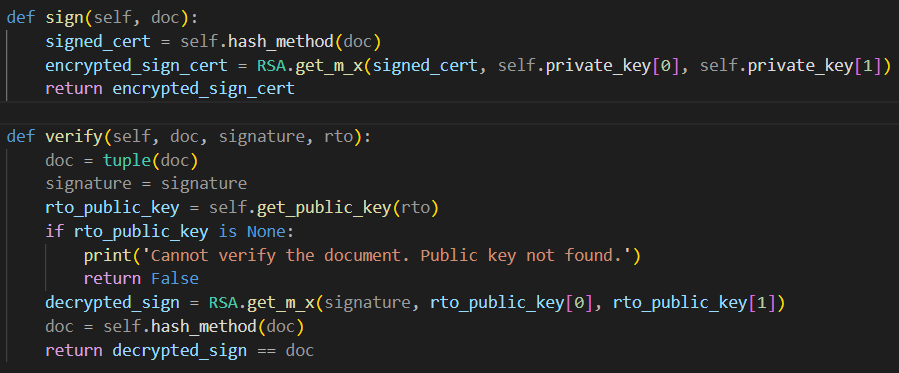 def sign(self, doc):
    signed_cert = self.hash_method(doc)
    encrypted_sign_cert = RSA.get_m_x(signed_cert, self.private_key[0], self.private_key[1])
    return encrypted_sign_cert
def verify(self, doc, signature, rto):
    doc = tuple(doc)
    signature = signature
    rto_public_key = self.get_public_key(rto)
    if rto_public_key is None:
        print('Cannot verify the document. Public key not found.')
        return False
    decrypted_sign = RSA.get_m_x(signature, rto_public_key[0], rto_public_key[1])
    doc = self.hash_method(doc)
    return decrypted_sign == doc